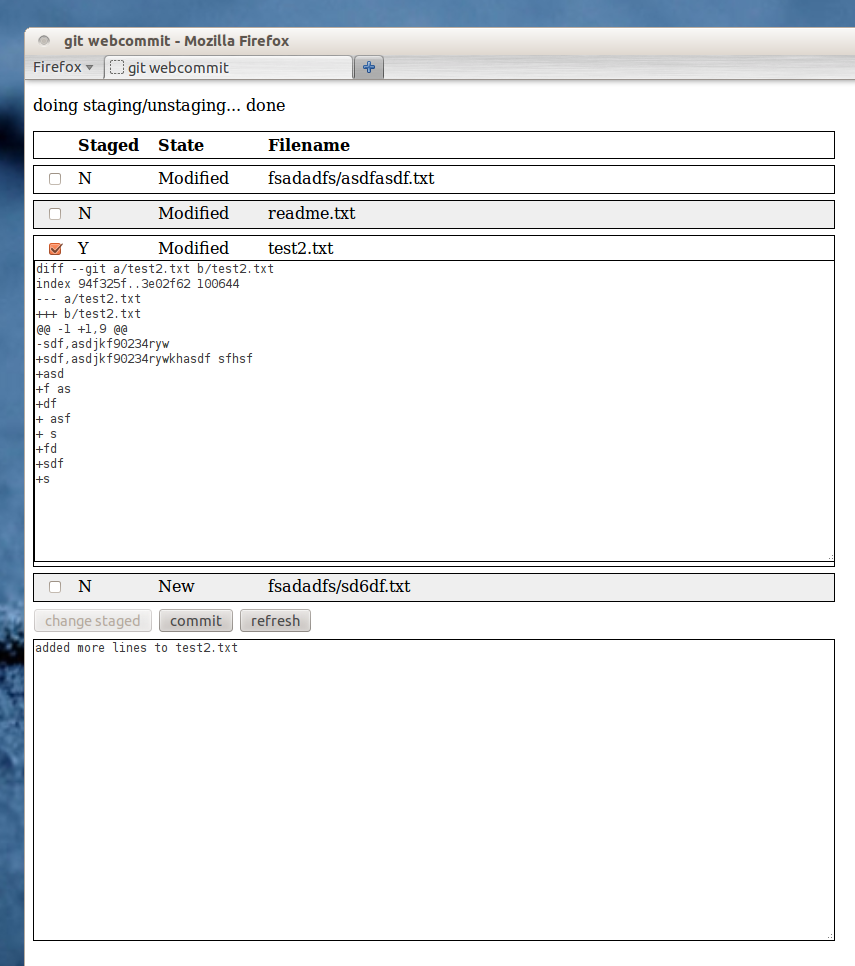 git webcommit - Mozilla Firefox
Firefox
git webcommit
doing staging/unstaging... done
Staged State Filename
N Modified fsadadfs/asdfasdf.txt
N Modified readme.txt
Y Modified test2.txt
diff --git a/test2.txt b/test2.txt
index 94f325f..3e02f62 100644
--- a/test2.txt
+++ b/test2.txt
@@ -1 +1,9 @@
-sdf,asdjkf90234ryw
+sdf,asdjkf90234rywkhasdf sfhsf
+asd
+f as
+df
+ asf
+ s
+fd
+sdf
+s
N New fsadadfs/sd6df.txt
change staged commit refresh
added more lines to test2.txt